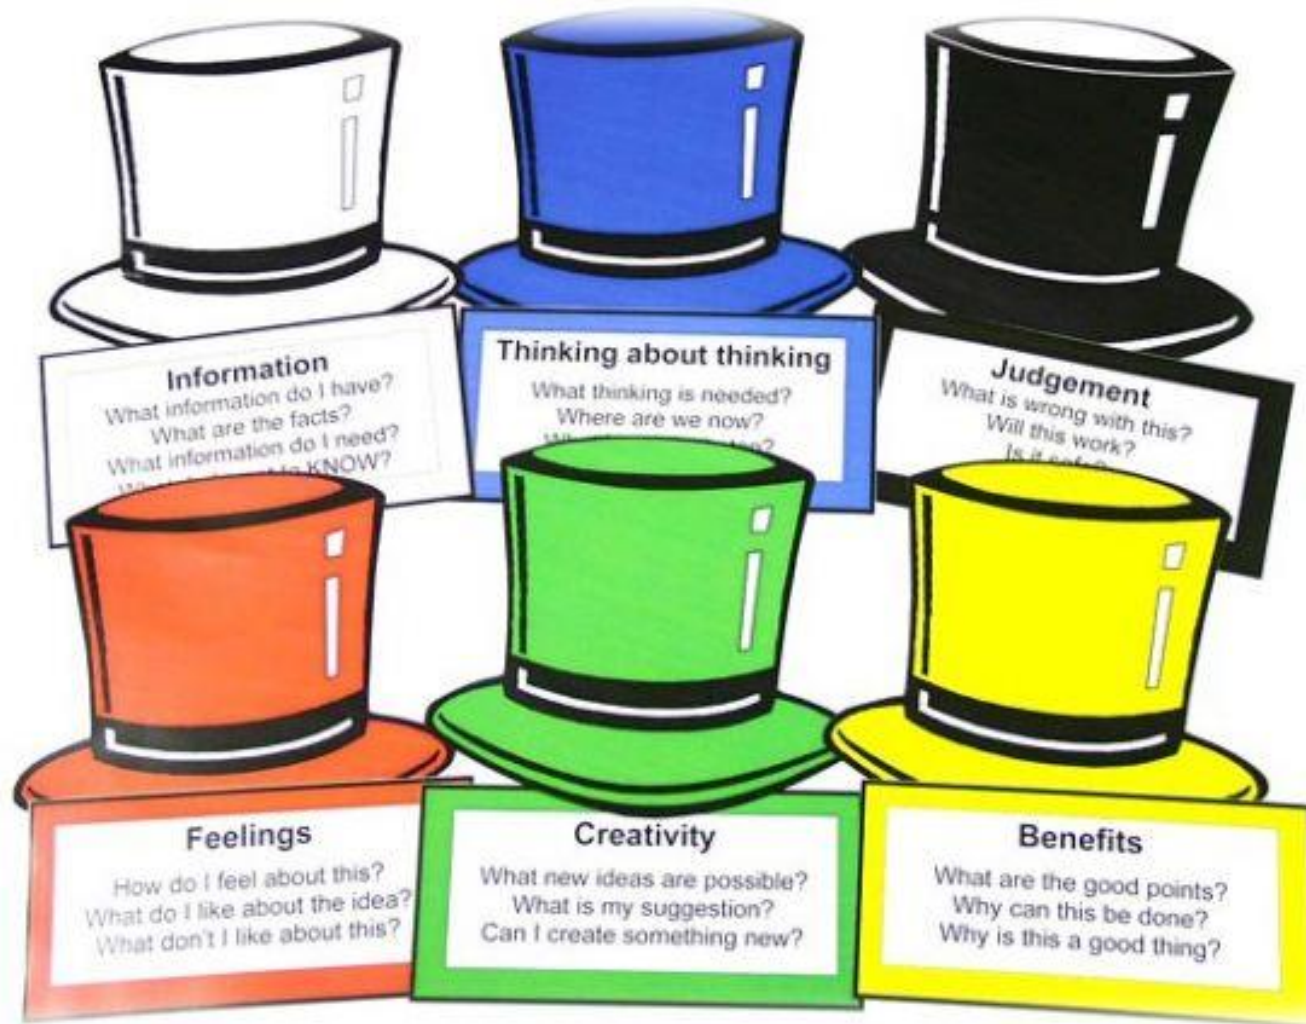 Information
What information do I have?
What are the facts?
What information do I need?
KNOW?
Thinking about thinking
What thinking is needed?
Where are we now?
Judgement
What is wrong with this?
Will this work?
Is it
Feelings
How do I feel about this?
What do I like about the idea?
What don't I like about this?
Creativity
What new ideas are possible?
What is my suggestion?
Can I create something new?
Benefits
What are the good points?
Why can this be done?
Why is this a good thing?